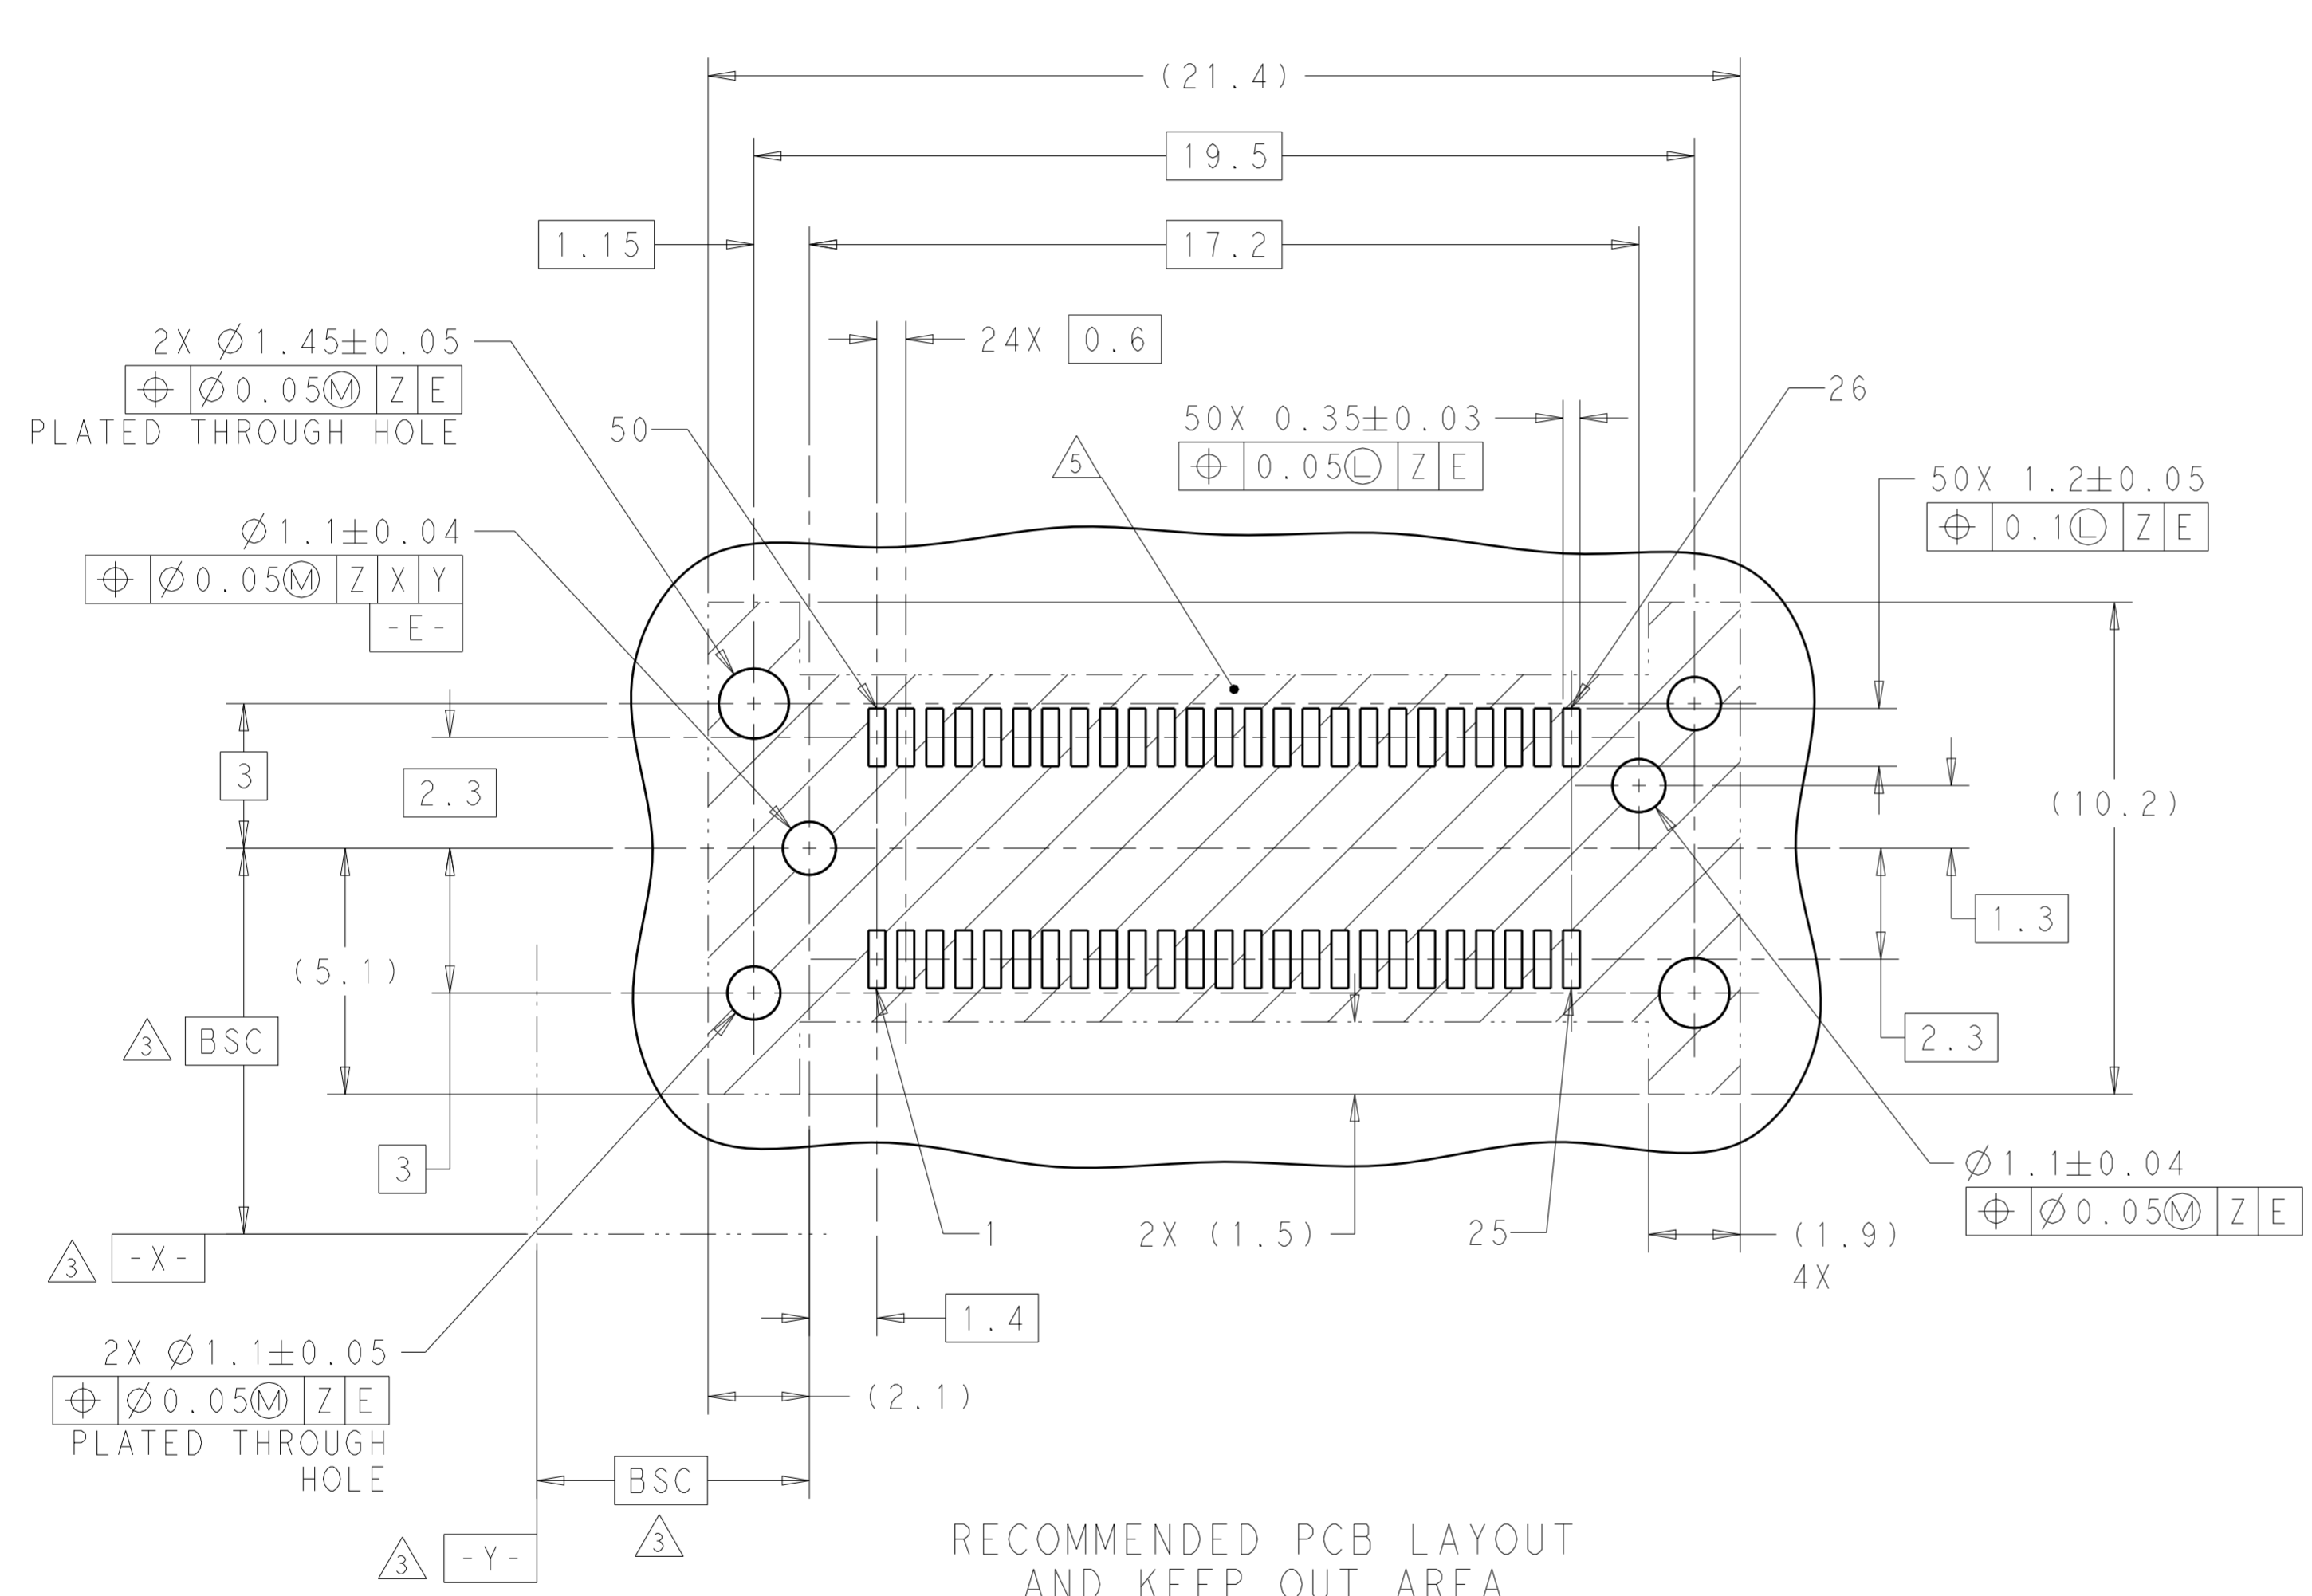 (21.4)
19.5
1.15
17.2
2X Ø1.45±0.05
⌖ Ø0.05Ⓜ Z E
PLATED THROUGH HOLE
24X 0.6
26
50
50X 0.35±0.03
⌖ 0.05Ⓛ Z E
5
50X 1.2±0.05
⌖ 0.1Ⓛ Z E
Ø1.1±0.04
⌖ Ø0.05Ⓜ Z X Y
-E-
3
2.3
(10.2)
1.3
(5.1)
3 BSC
2.3
3
Ø1.1±0.04
⌖ Ø0.05Ⓜ Z E
3 -X-
1
2X (1.5)
25
(1.9)
4X
1.4
2X Ø1.1±0.05
⌖ Ø0.05Ⓜ Z E
PLATED THROUGH
HOLE
(2.1)
BSC
3
3 -Y-
RECOMMENDED PCB LAYOUT
AND KEEP OUT AREA